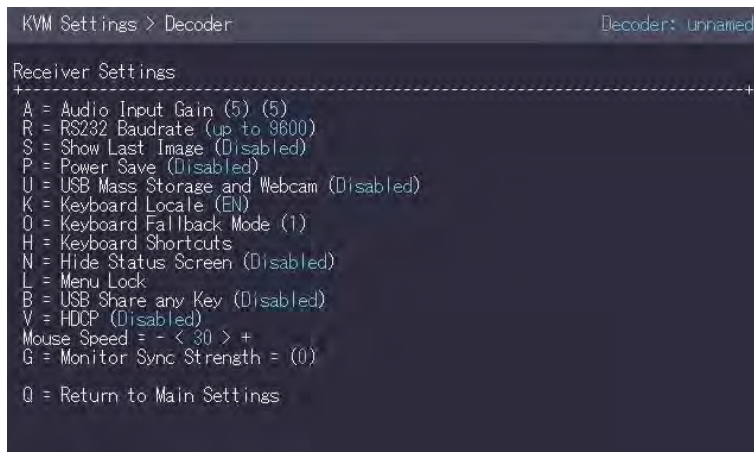 KVM Settings > Decoder Decoder: unnamed
Receiver Settings
A = Audio Input Gain (5) (5)
R = RS232 Baudrate (up to 9600)
S = Show Last Image (Disabled)
P = Power Save (Disabled)
U = USB Mass Storage and Webcam (Disabled)
K = Keyboard Locale (EN)
O = Keyboard Fallback Mode (1)
H = Keyboard Shortcuts
N = Hide Status Screen (Disabled)
L = Menu Lock
B = USB Share any Key (Disabled)
V = HDCP (Disabled)
Mouse Speed = - < 30 > +
G = Monitor Sync Strength = (0)
Q = Return to Main Settings